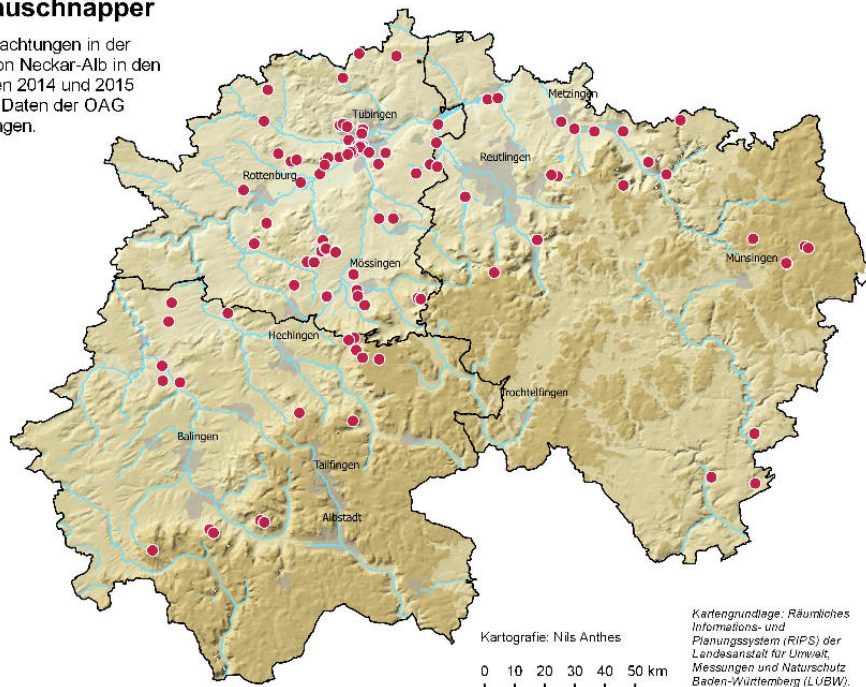 uschnapper
achtungen in der
on Neckar-Alb in den
en 2014 und 2015
Daten der OAG
ngen.
Metzingen
Tübingen
Reutlingen
Rottenburg
Mössingen
Münsingen
Hechingen
Trochtelfingen
Balingen
Tailfingen
Albstadt
Kartografie: Nils Anthes
0 10 20 30 40 50 km
Kartengrundlage: Räumliches
Informations- und
Planungssystem (RIPS) der
Landesanstalt für Umwelt,
Messungen und Naturschutz
Baden-Württemberg (LUBW).